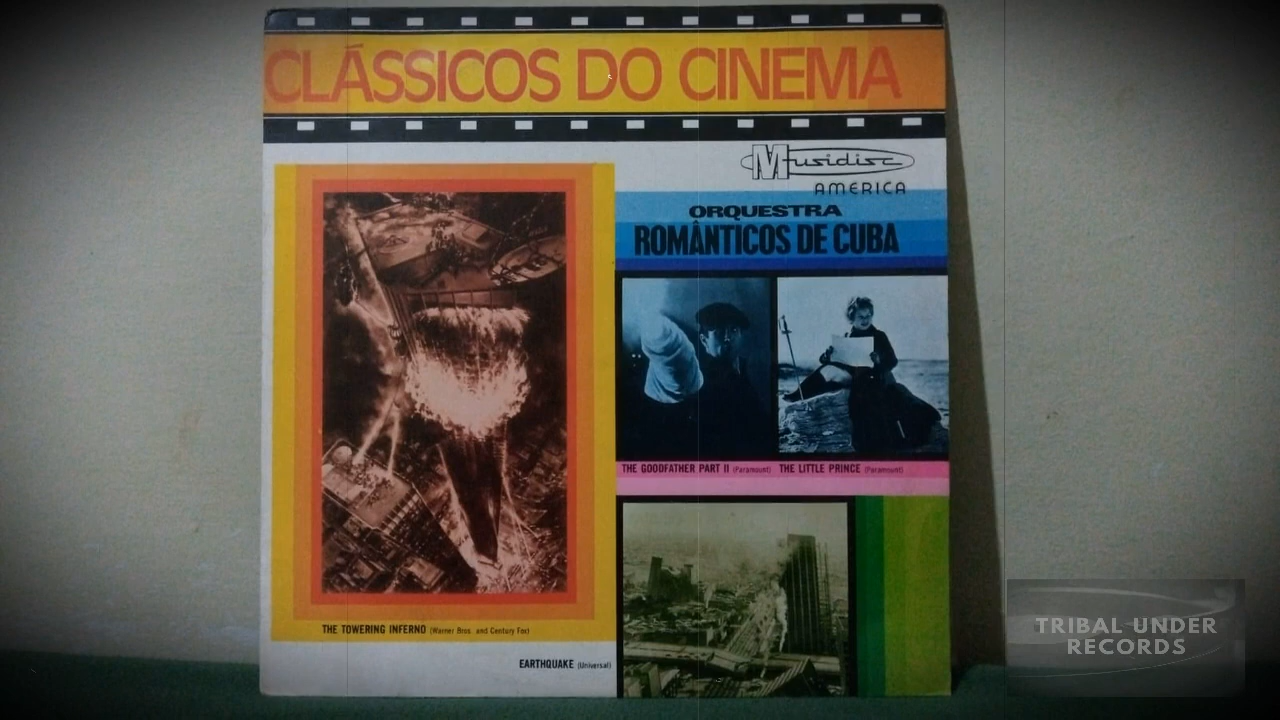 CLÁSSICOS DO CINEMA
Musidisc
AMERICA
ORQUESTRA
ROMÂNTICOS DE CUBA
THE GOODFATHER PART II (Paramount)
THE LITTLE PRINCE (Paramount)
THE TOWERING INFERNO (Warner Bros. and Century Fox)
EARTHQUAKE (Universal)
TRIBAL UNDER
RECORDS